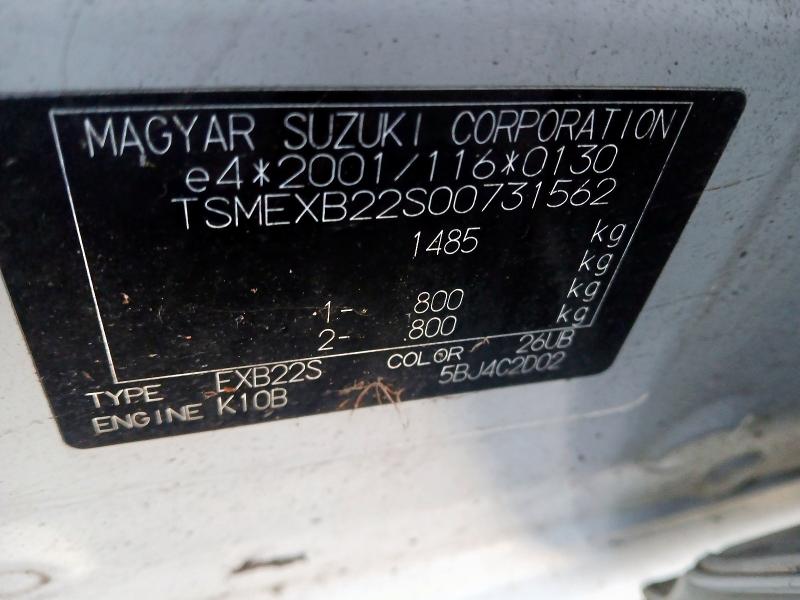 MAGYAR SUZUKI CORPORATION
e4*2001/116*0130
TSMEXB22S00731562
1485 kg
kg
1- 800 kg
2- 800 kg
TYPE EXB22S COLOR 26UB
ENGINE K10B 5BJ4C2D02